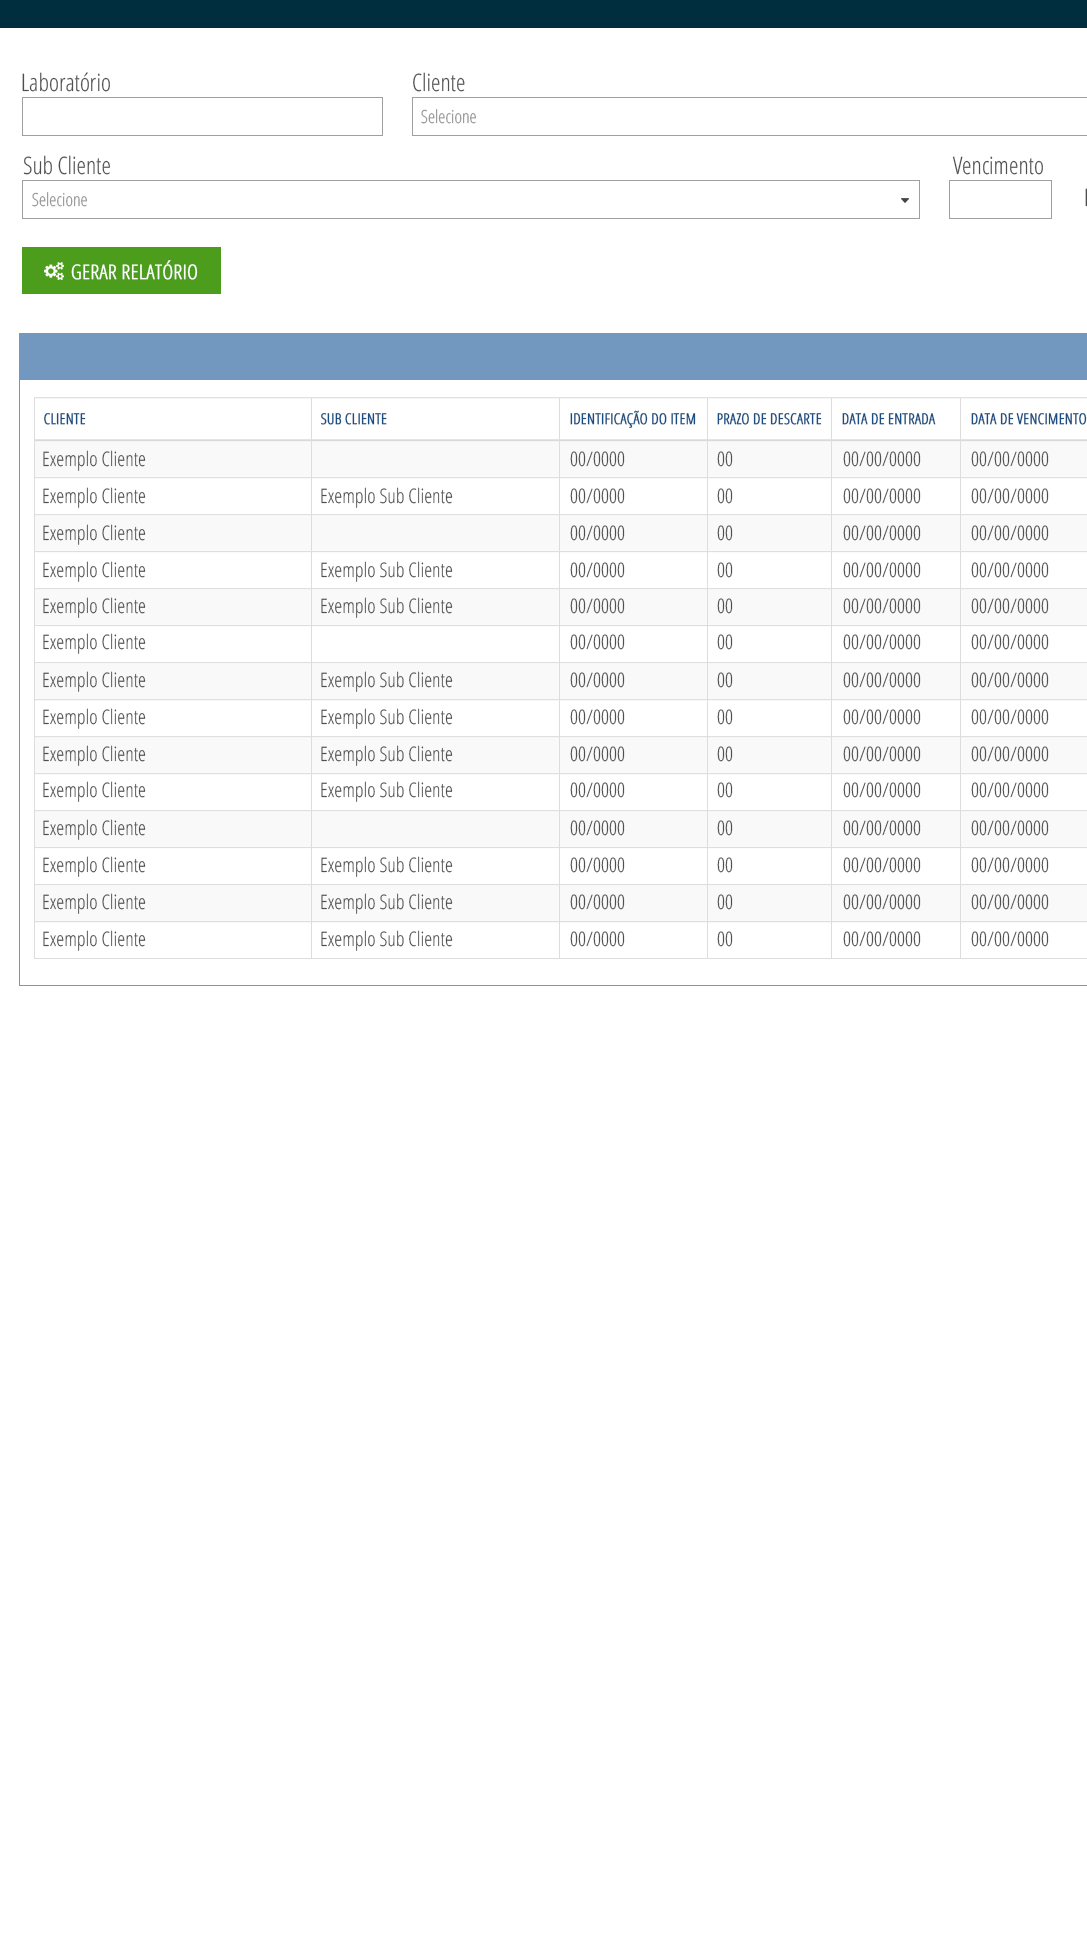 Laboratório Cliente
Selecione
Sub Cliente Vencimento
Selecione
GERAR RELATÓRIO
CLIENTE SUB CLIENTE IDENTIFICAÇÃO DO ITEM PRAZO DE DESCARTE DATA DE ENTRADA DATA DE VENCIMENTO
Exemplo Cliente 00/0000 00 00/00/0000 00/00/0000
Exemplo Cliente Exemplo Sub Cliente 00/0000 00 00/00/0000 00/00/0000
Exemplo Cliente 00/0000 00 00/00/0000 00/00/0000
Exemplo Cliente Exemplo Sub Cliente 00/0000 00 00/00/0000 00/00/0000
Exemplo Cliente Exemplo Sub Cliente 00/0000 00 00/00/0000 00/00/0000
Exemplo Cliente 00/0000 00 00/00/0000 00/00/0000
Exemplo Cliente Exemplo Sub Cliente 00/0000 00 00/00/0000 00/00/0000
Exemplo Cliente Exemplo Sub Cliente 00/0000 00 00/00/0000 00/00/0000
Exemplo Cliente Exemplo Sub Cliente 00/0000 00 00/00/0000 00/00/0000
Exemplo Cliente Exemplo Sub Cliente 00/0000 00 00/00/0000 00/00/0000
Exemplo Cliente 00/0000 00 00/00/0000 00/00/0000
Exemplo Cliente Exemplo Sub Cliente 00/0000 00 00/00/0000 00/00/0000
Exemplo Cliente Exemplo Sub Cliente 00/0000 00 00/00/0000 00/00/0000
Exemplo Cliente Exemplo Sub Cliente 00/0000 00 00/00/0000 00/00/0000